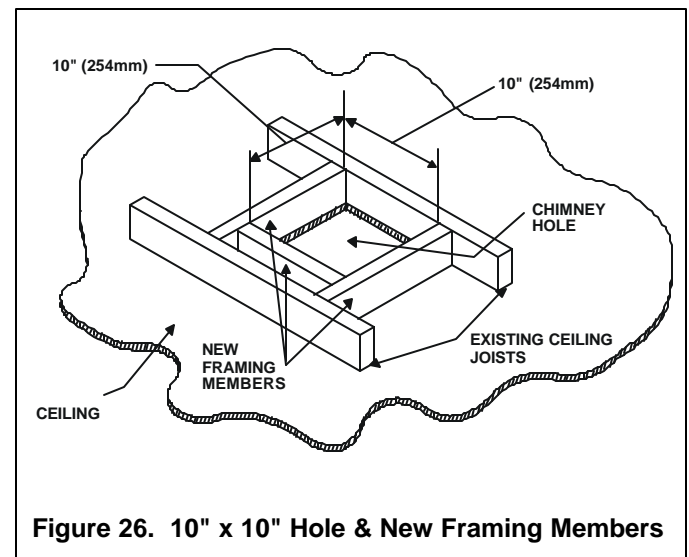 10" (254mm)
10" (254mm)
CHIMNEY
HOLE
NEW
FRAMING
MEMBERS
EXISTING CEILING
JOISTS
CEILING
Figure 26. 10" x 10" Hole & New Framing Members